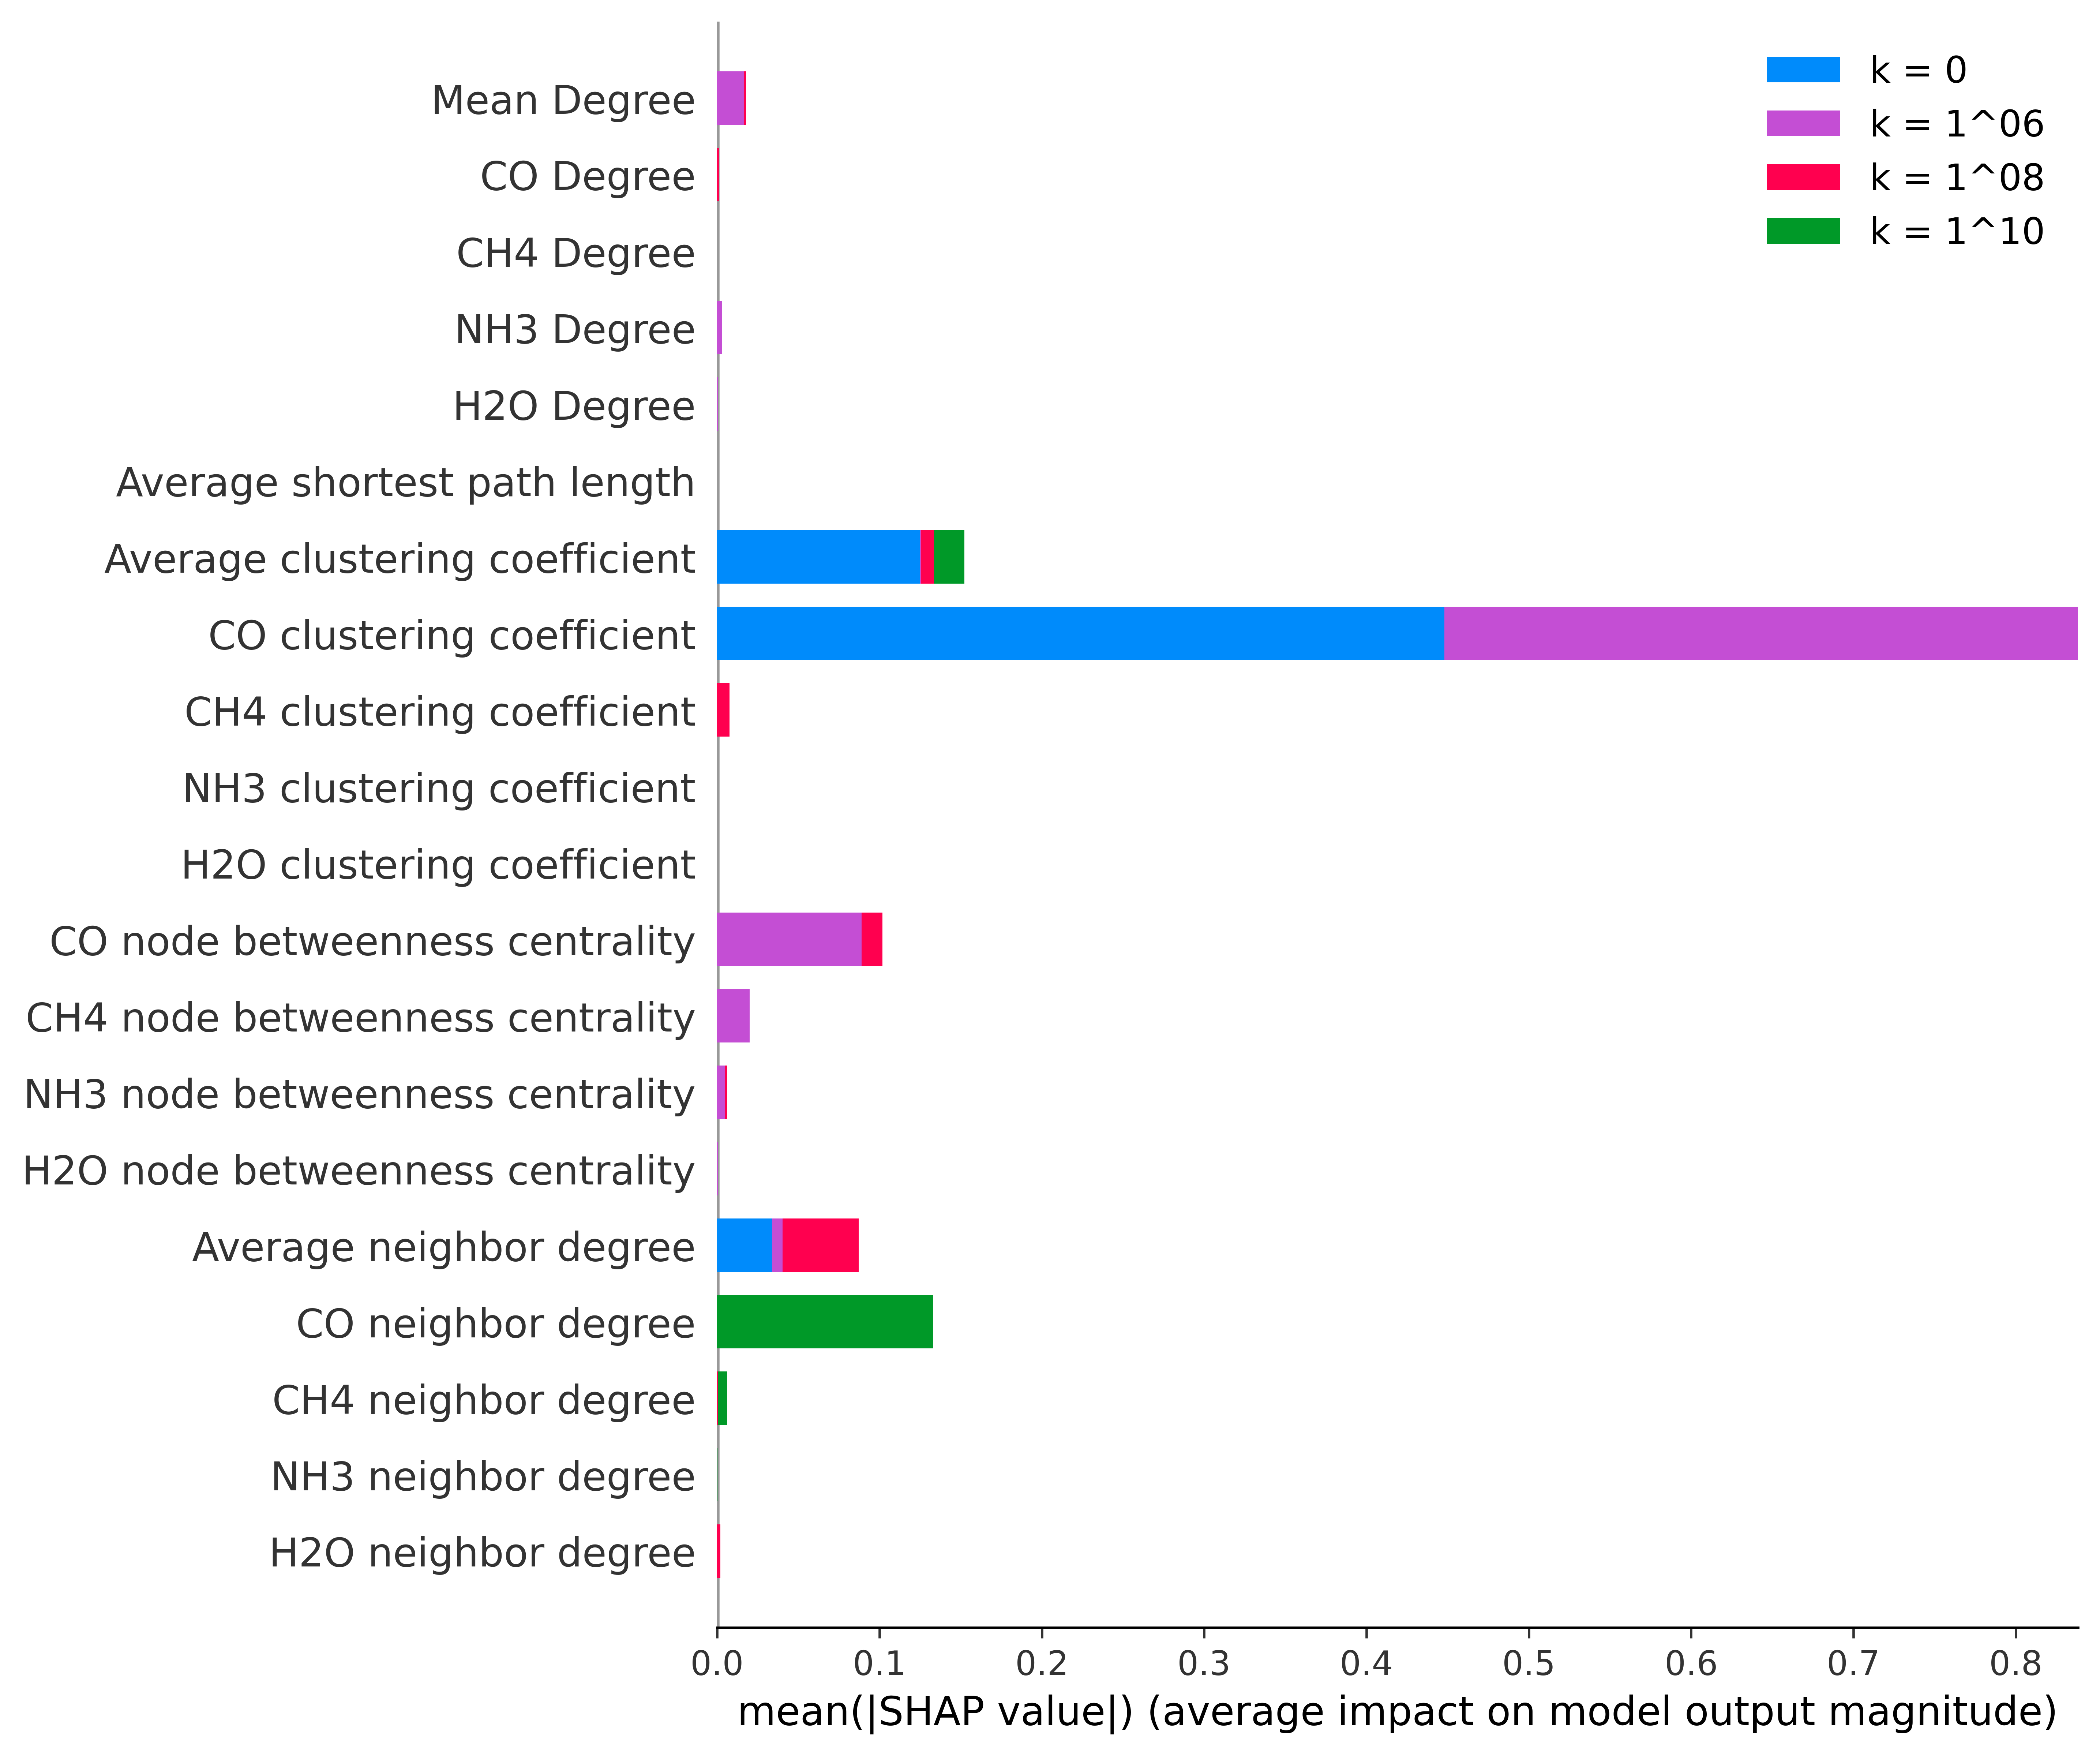 k = 0
k = 1^06
k = 1^08
k = 1^10
Mean Degree
CO Degree
CH4 Degree
NH3 Degree
H2O Degree
Average shortest path length
Average clustering coefficient
CO clustering coefficient
CH4 clustering coefficient
NH3 clustering coefficient
H2O clustering coefficient
CO node betweenness centrality
CH4 node betweenness centrality
NH3 node betweenness centrality
H2O node betweenness centrality
Average neighbor degree
CO neighbor degree
CH4 neighbor degree
NH3 neighbor degree
H2O neighbor degree
0.0 0.1 0.2 0.3 0.4 0.5 0.6 0.7 0.8
mean(|SHAP value|) (average impact on model output magnitude)